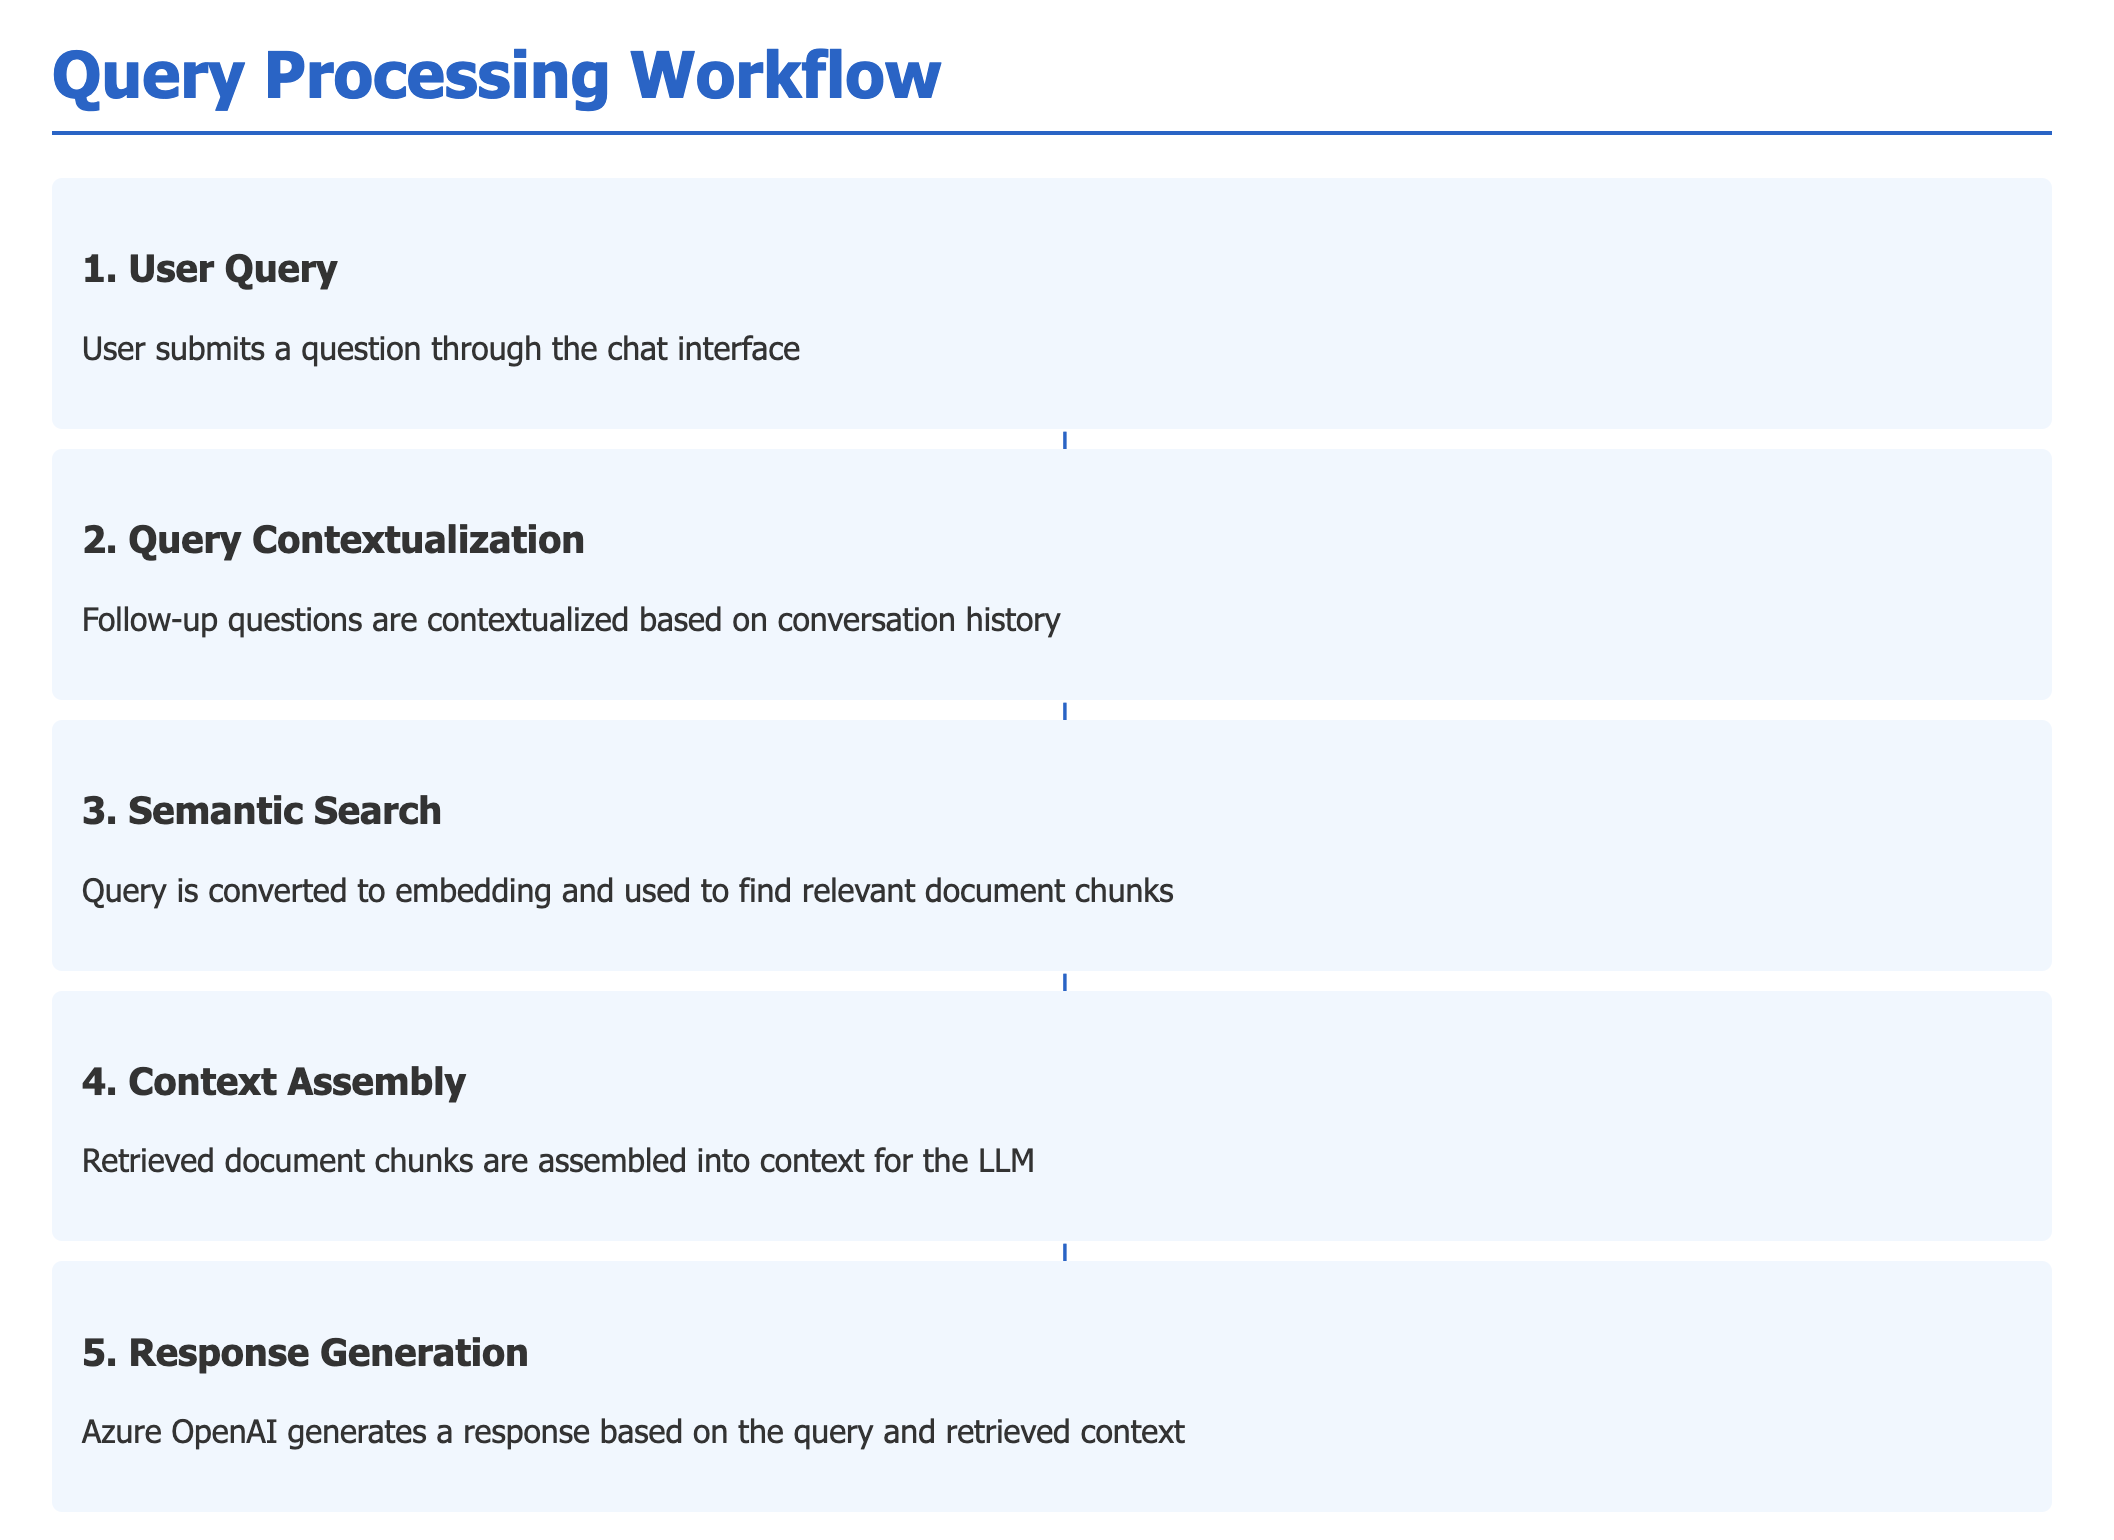 Query Processing Workflow
1. User Query
User submits a question through the chat interface
2. Query Contextualization
Follow-up questions are contextualized based on conversation history
3. Semantic Search
Query is converted to embedding and used to find relevant document chunks
4. Context Assembly
Retrieved document chunks are assembled into context for the LLM
5. Response Generation
Azure OpenAI generates a response based on the query and retrieved context